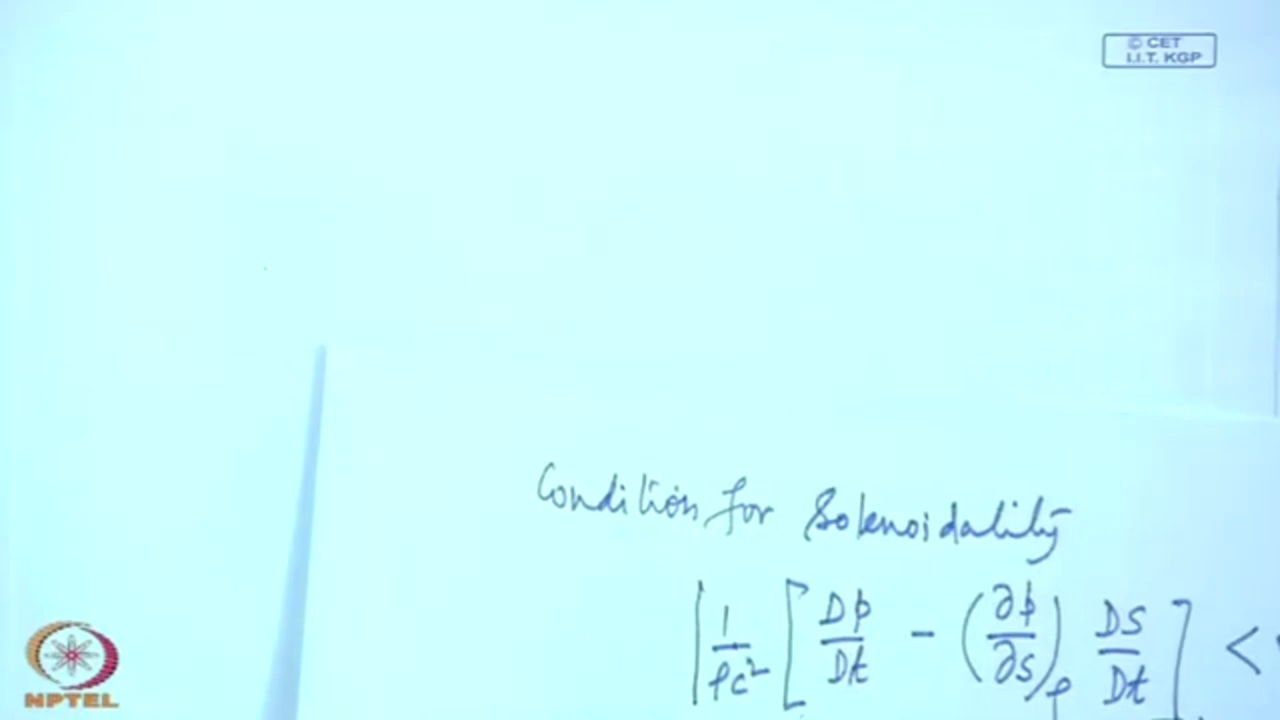 © CET
I.I.T. KGP
Condition for Solenoidality
| 1/ρc² [ Dp/Dt - (∂p/∂s)ρ Ds/Dt ] <
NPTEL